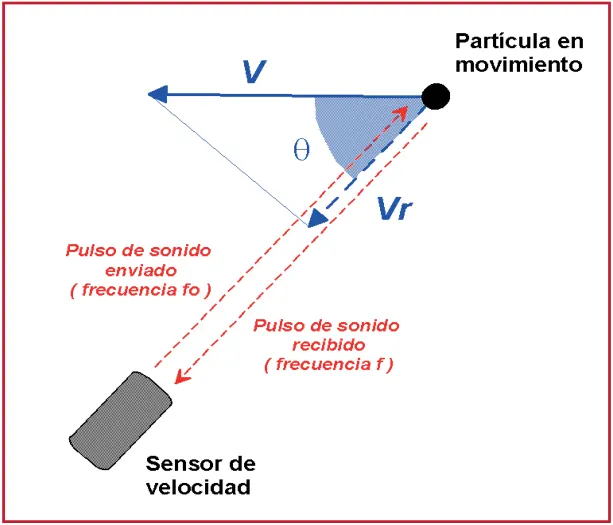 Partícula en
movimiento
V
θ
Vr
Pulso de sonido
enviado
( frecuencia fo )
Pulso de sonido
recibido
( frecuencia f )
Sensor de
velocidad